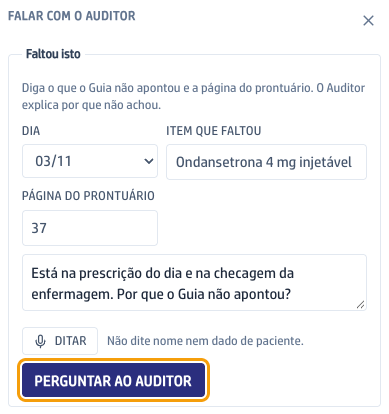 FALAR COM O AUDITOR
Faltou isto
Diga o que o Guia não apontou e a página do prontuário. O Auditor
explica por que não achou.
DIA
ITEM QUE FALTOU
03/11
Ondansetrona 4 mg injetável
PÁGINA DO PRONTUÁRIO
37
Está na prescrição do dia e na checagem da
enfermagem. Por que o Guia não apontou?
DITAR
Não dite nome nem dado de paciente.
PERGUNTAR AO AUDITOR